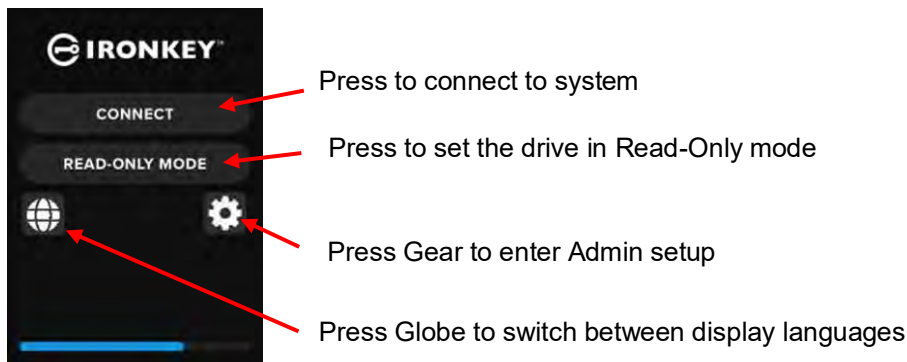 IRONKEY™
Press to connect to system
CONNECT
Press to set the drive in Read-Only mode
READ-ONLY MODE
Press Gear to enter Admin setup
Press Globe to switch between display languages